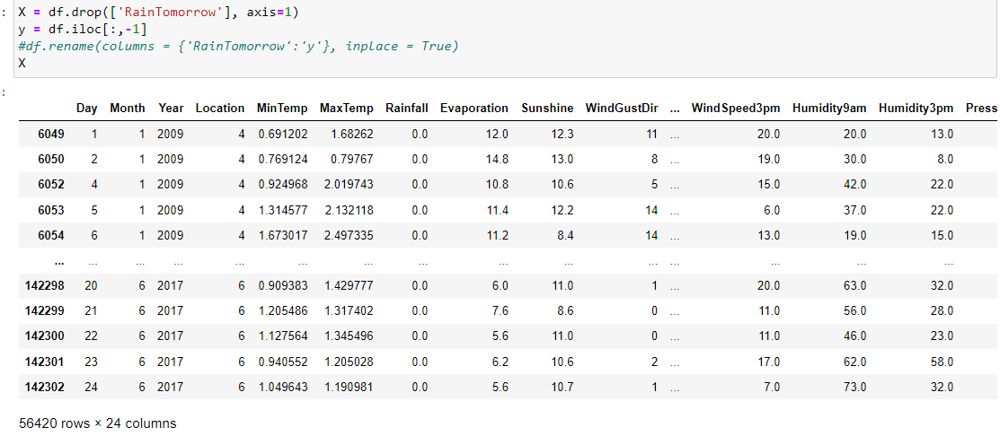 : X = df.drop(['RainTomorrow'], axis=1)
y = df.iloc[:,-1]
#df.rename(columns = {'RainTomorrow':'y'}, inplace = True)
X
:
Day Month Year Location MinTemp MaxTemp Rainfall Evaporation Sunshine WindGustDir ... WindSpeed3pm Humidity9am Humidity3pm Press
6049 1 1 2009 4 0.691202 1.68262 0.0 12.0 12.3 11 ... 20.0 20.0 13.0
6050 2 1 2009 4 0.769124 0.79767 0.0 14.8 13.0 8 ... 19.0 30.0 8.0
6052 4 1 2009 4 0.924968 2.019743 0.0 10.8 10.6 5 ... 15.0 42.0 22.0
6053 5 1 2009 4 1.314577 2.132118 0.0 11.4 12.2 14 ... 6.0 37.0 22.0
6054 6 1 2009 4 1.673017 2.497335 0.0 11.2 8.4 14 ... 13.0 19.0 15.0
... ... ... ... ... ... ... ... ... ... ... ... ... ... ...
142298 20 6 2017 6 0.909383 1.429777 0.0 6.0 11.0 1 ... 20.0 63.0 32.0
142299 21 6 2017 6 1.205486 1.317402 0.0 7.6 8.6 0 ... 11.0 56.0 28.0
142300 22 6 2017 6 1.127564 1.345496 0.0 5.6 11.0 0 ... 11.0 46.0 23.0
142301 23 6 2017 6 0.940552 1.205028 0.0 6.2 10.6 2 ... 17.0 62.0 58.0
142302 24 6 2017 6 1.049643 1.190981 0.0 5.6 10.7 1 ... 7.0 73.0 32.0
56420 rows × 24 columns